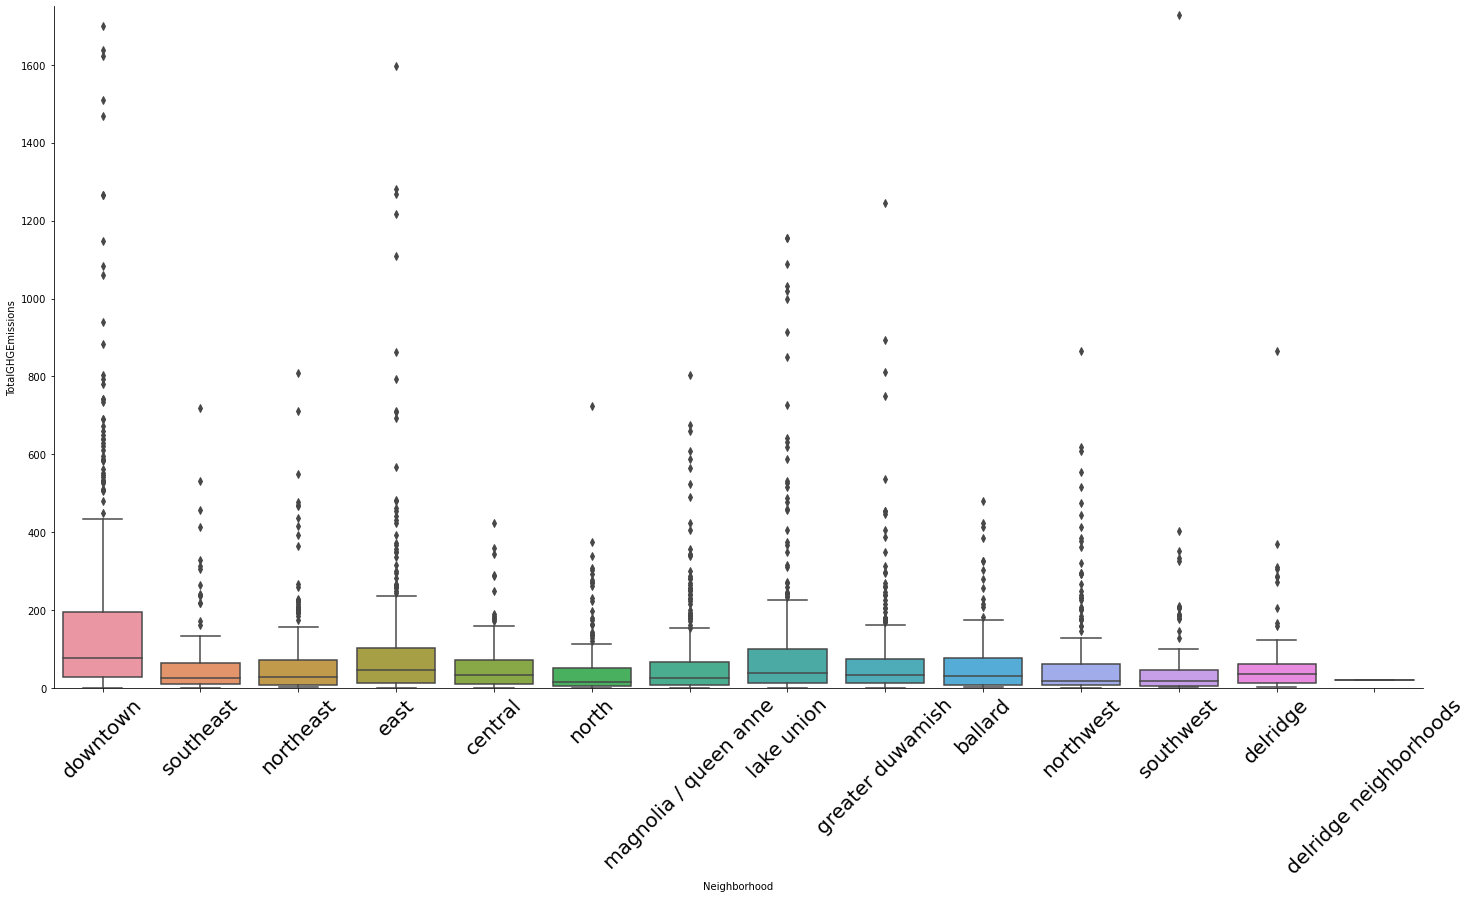 1600
1400
1200
1000
800
600
400
200
0
TotalGHGEmissions
downtown
southeast
northeast
east
central
north
magnolia / queen anne
lake union
greater duwamish
ballard
northwest
southwest
delridge
delridge neighborhoods
Neighborhood